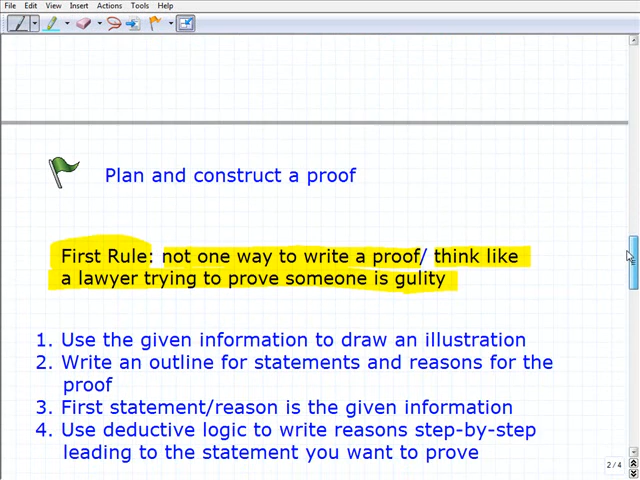 File Edit View Insert Actions Tools Help
Plan and construct a proof
First Rule: not one way to write a proof/ think like
a lawyer trying to prove someone is gulity
1. Use the given information to draw an illustration
2. Write an outline for statements and reasons for the
proof
3. First statement/reason is the given information
4. Use deductive logic to write reasons step-by-step
leading to the statement you want to prove
2 / 4